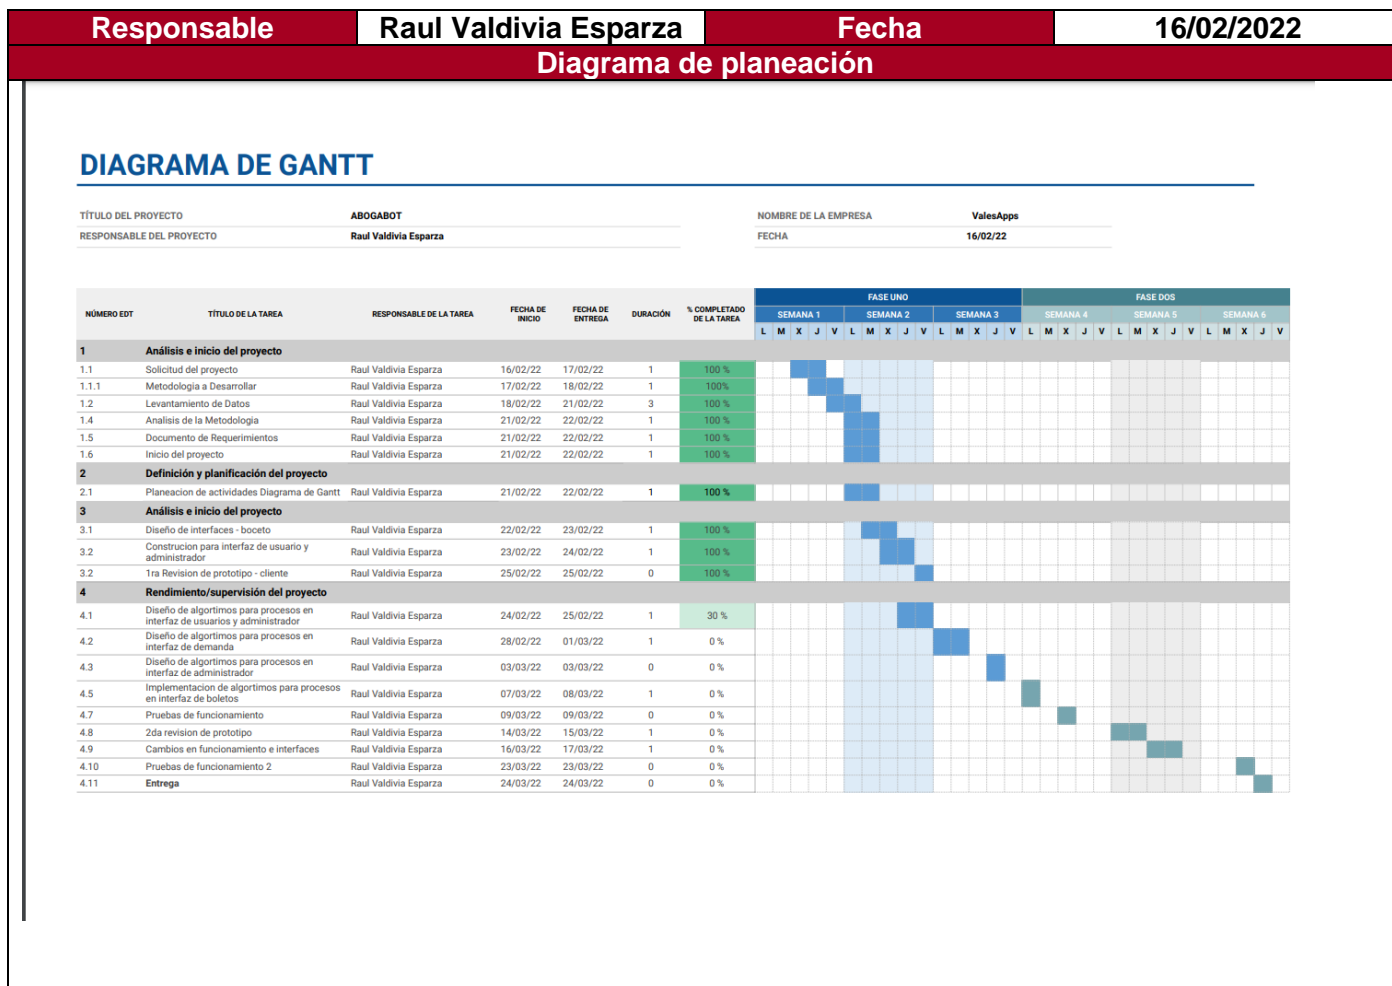 Responsable Raul Valdivia Esparza Fecha 16/02/2022
Diagrama de planeación
DIAGRAMA DE GANTT
TÍTULO DEL PROYECTO ABOGABOT NOMBRE DE LA EMPRESA ValesApps
RESPONSABLE DEL PROYECTO Raul Valdivia Esparza FECHA 16/02/22
FASE UNO FASE DOS
NÚMERO EDT TÍTULO DE LA TAREA RESPONSABLE DE LA TAREA FECHA DE INICIO FECHA DE ENTREGA DURACIÓN % COMPLETADO DE LA TAREA SEMANA 1 SEMANA 2 SEMANA 3 SEMANA 4 SEMANA 5 SEMANA 6
L M X J V L M X J V L M X J V L M X J V L M X J V L M X J V
1 Análisis e inicio del proyecto
1.1 Solicitud del proyecto Raul Valdivia Esparza 16/02/22 17/02/22 1 100 %
1.1.1 Metodologia a Desarrollar Raul Valdivia Esparza 17/02/22 18/02/22 1 100%
1.2 Levantamiento de Datos Raul Valdivia Esparza 18/02/22 21/02/22 3 100 %
1.4 Analisis de la Metodologia Raul Valdivia Esparza 21/02/22 22/02/22 1 100 %
1.5 Documento de Requerimientos Raul Valdivia Esparza 21/02/22 22/02/22 1 100 %
1.6 Inicio del proyecto Raul Valdivia Esparza 21/02/22 22/02/22 1 100 %
2 Definición y planificación del proyecto
2.1 Planeacion de actividades Diagrama de Gantt Raul Valdivia Esparza 21/02/22 22/02/22 1 100 %
3 Análisis e inicio del proyecto
3.1 Diseño de interfaces - boceto Raul Valdivia Esparza 22/02/22 23/02/22 1 100 %
3.2 Construcion para interfaz de usuario y administrador Raul Valdivia Esparza 23/02/22 24/02/22 1 100 %
3.2 1ra Revision de prototipo - cliente Raul Valdivia Esparza 25/02/22 25/02/22 0 100 %
4 Rendimiento/supervisión del proyecto
4.1 Diseño de algortimos para procesos en interfaz de usuarios y administrador Raul Valdivia Esparza 24/02/22 25/02/22 1 30 %
4.2 Diseño de algortimos para procesos en interfaz de demanda Raul Valdivia Esparza 28/02/22 01/03/22 1 0 %
4.3 Diseño de algortimos para procesos en interfaz de administrador Raul Valdivia Esparza 03/03/22 03/03/22 0 0 %
4.5 Implementacion de algortimos para procesos en interfaz de boletos Raul Valdivia Esparza 07/03/22 08/03/22 1 0 %
4.7 Pruebas de funcionamiento Raul Valdivia Esparza 09/03/22 09/03/22 0 0 %
4.8 2da revision de prototipo Raul Valdivia Esparza 14/03/22 15/03/22 1 0 %
4.9 Cambios en funcionamiento e interfaces Raul Valdivia Esparza 16/03/22 17/03/22 1 0 %
4.10 Pruebas de funcionamiento 2 Raul Valdivia Esparza 23/03/22 23/03/22 0 0 %
4.11 Entrega Raul Valdivia Esparza 24/03/22 24/03/22 0 0 %